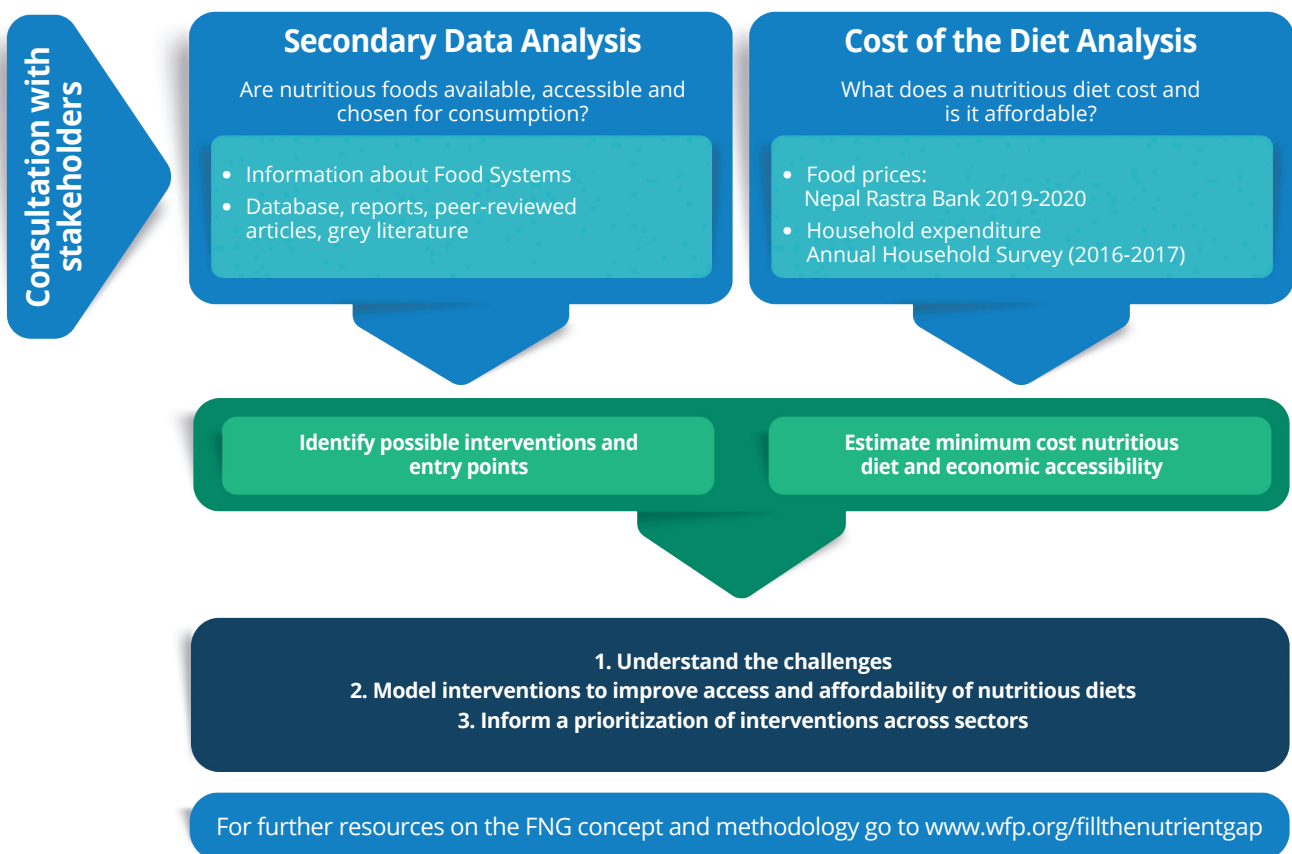 Consultation with
stakeholders
Secondary Data Analysis
Are nutritious foods available, accessible and
chosen for consumption?
• Information about Food Systems
• Database, reports, peer-reviewed
articles, grey literature
Cost of the Diet Analysis
What does a nutritious diet cost and
is it affordable?
• Food prices:
Nepal Rastra Bank 2019-2020
• Household expenditure
Annual Household Survey (2016-2017)
Identify possible interventions and
entry points
Estimate minimum cost nutritious
diet and economic accessibility
1. Understand the challenges
2. Model interventions to improve access and affordability of nutritious diets
3. Inform a prioritization of interventions across sectors
For further resources on the FNG concept and methodology go to www.wfp.org/fillthenutrientgap